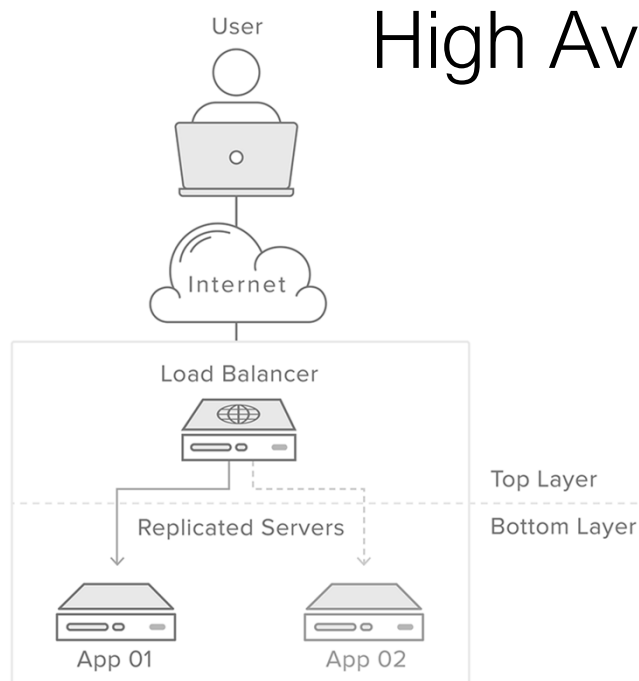 User
High Av
Internet
Load Balancer
Top Layer
Replicated Servers
Bottom Layer
App 01
App 02